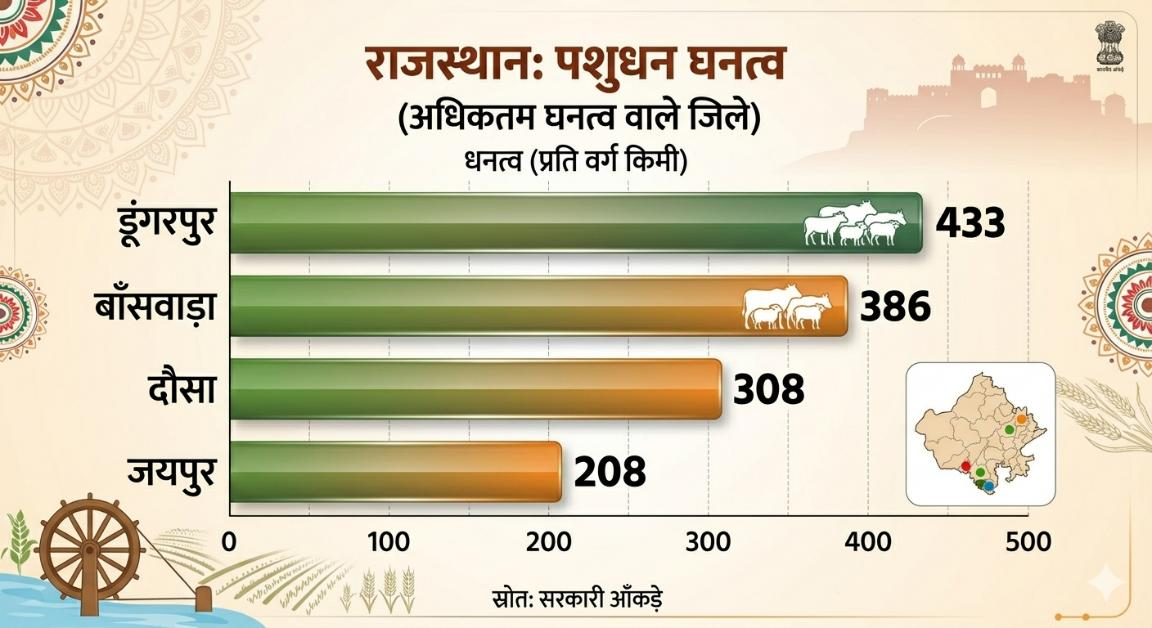 राजस्थान: पशुधन घनत्व
(अधिकतम घनत्व वाले जिले)
धनत्व (प्रति वर्ग किमी)
डूंगरपुर 433
बाँसवाड़ा 386
दौसा 308
जयपुर 208
0 100 200 300 400 500
स्रोत: सरकारी आँकड़े